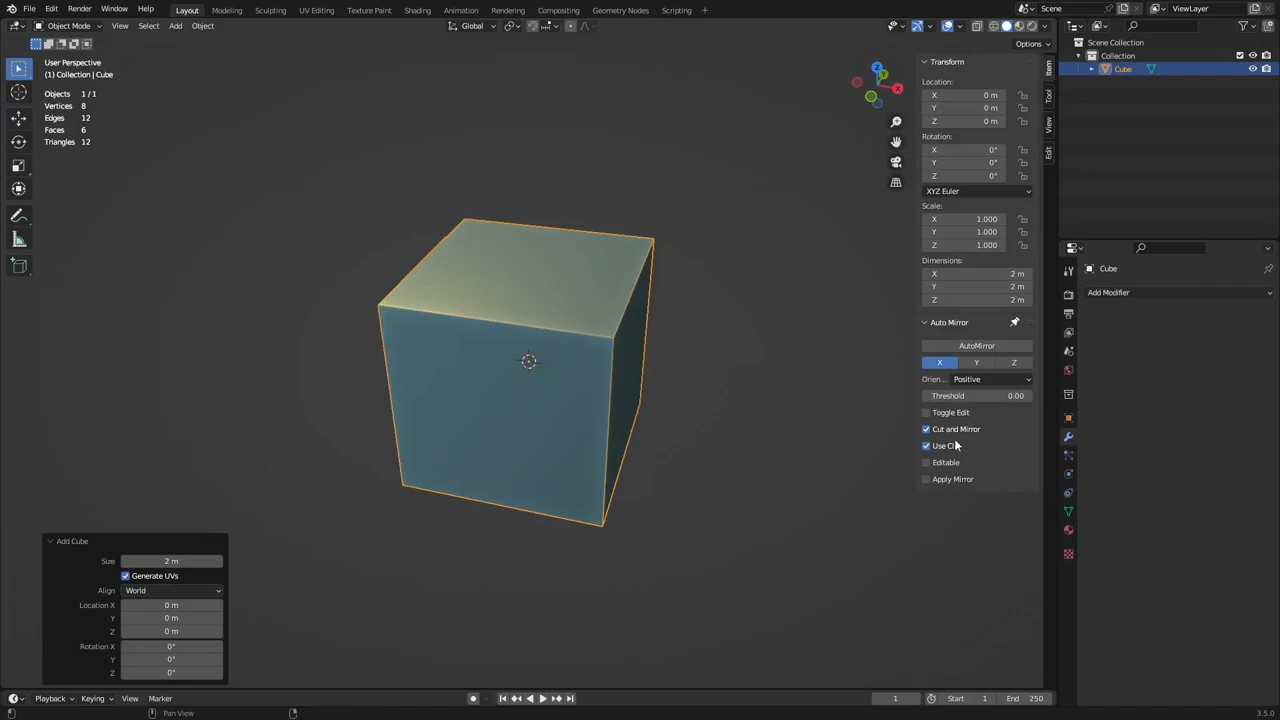 File Edit Render Window Help Layout Modeling Sculpting UV Editing Texture Paint Shading Animation Rendering Compositing Geometry Nodes Scripting + Scene ViewLayer
Object Mode View Select Add Object Global
Options
User Perspective
(1) Collection | Cube
Objects 1 / 1
Vertices 8
Edges 12
Faces 6
Triangles 12
Z
Y
X
Transform
Location:
X 0 m
Y 0 m
Z 0 m
Rotation:
X 0°
Y 0°
Z 0°
XYZ Euler
Scale:
X 1.000
Y 1.000
Z 1.000
Dimensions:
X 2 m
Y 2 m
Z 2 m
Auto Mirror
AutoMirror
X Y Z
Orien... Positive
Threshold 0.00
Toggle Edit
Cut and Mirror
Use
Editable
Apply Mirror
Item
Tool
View
Edit
Scene Collection
Collection
Cube
Cube
Add Modifier
Add Cube
Size 2 m
Generate UVs
Align World
Location X 0 m
Y 0 m
Z 0 m
Rotation X 0°
Y 0°
Z 0°
Playback Keying View Marker 1 Start 1 End 250
Pan View 3.5.0